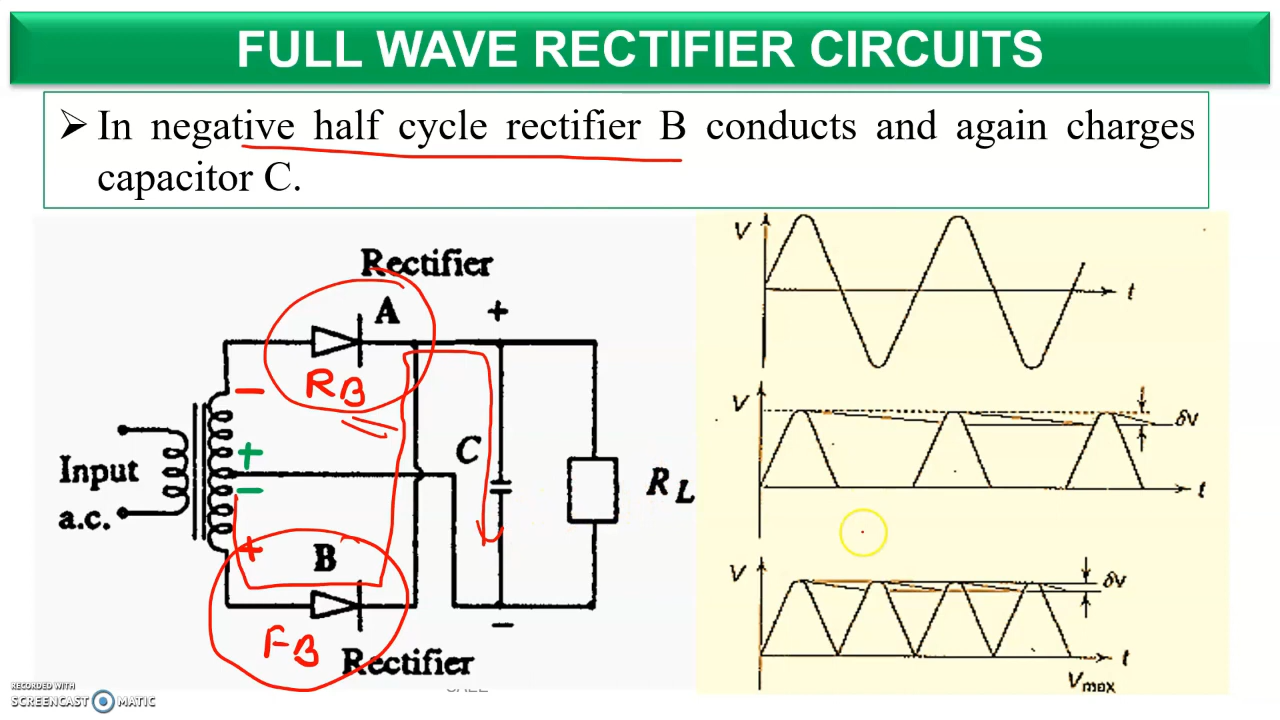 FULL WAVE RECTIFIER CIRCUITS
➢ In negative half cycle rectifier B conducts and again charges
capacitor C.
Rectifier
A
+
RB
−
+
−
+
C
Input
a.c.
RL
B
FB
Rectifier
−
V
t
V
δV
t
V
δV
t
Vmax
RECORDED WITH
SCREENCAST MATIC